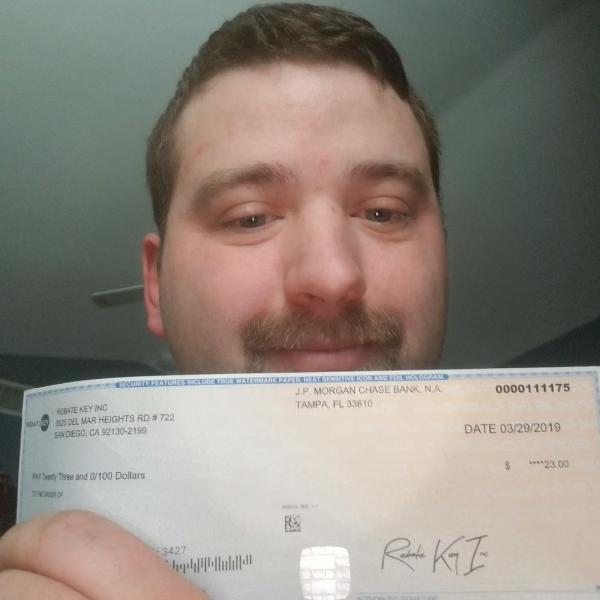 SECURITY FEATURES INCLUDE TRUE WATERMARK PAPER, HEAT SENSITIVE ICON AND FOIL HOLOGRAM
REBATE KEY INC
3525 DEL MAR HEIGHTS RD # 722
SAN DIEGO, CA 92130-2199
J.P. MORGAN CHASE BANK, N.A.
TAMPA, FL 33610
0000111175
DATE 03/29/2019
$ ****23.00
PAY Twenty Three and 0/100 Dollars
TO THE ORDER OF
-3427
Rebate Key Inc
AUTHORIZED SIGNATURE